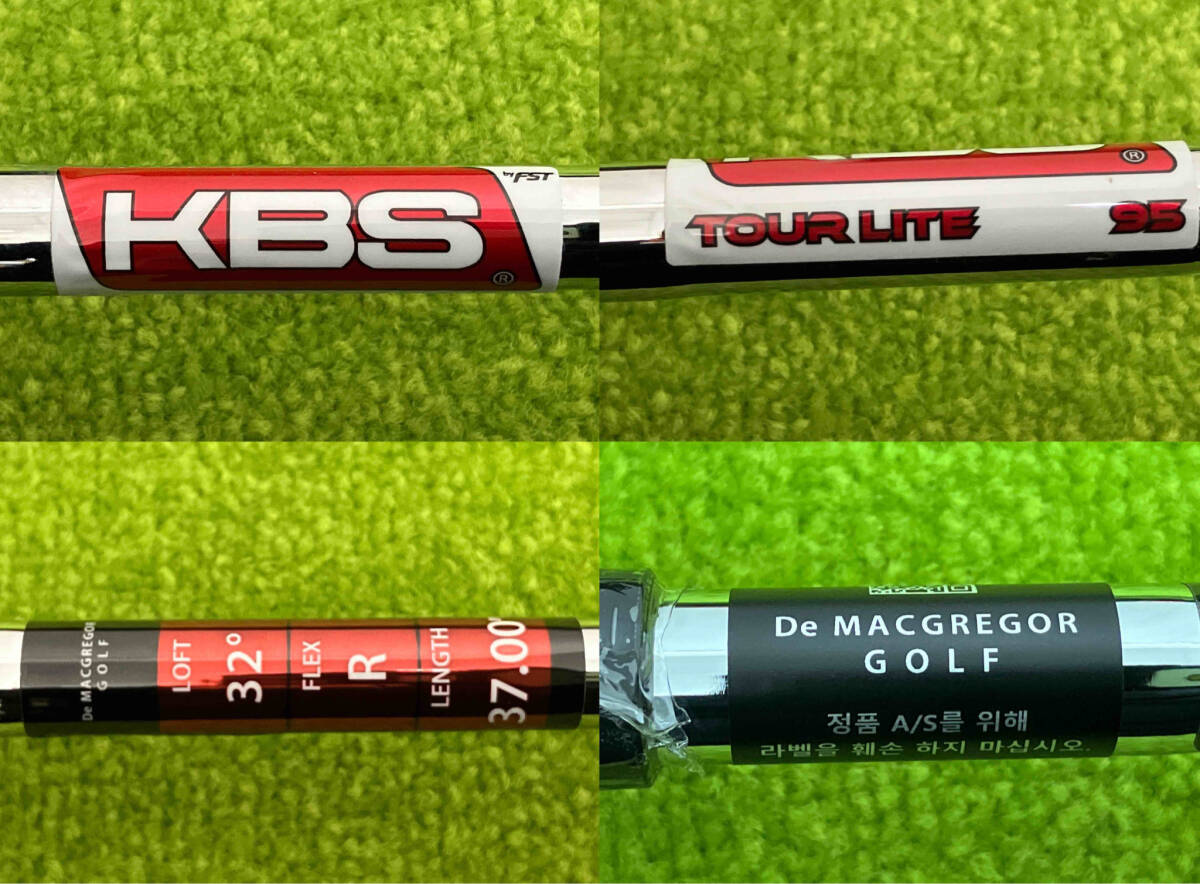 KBS
by FST
®
®
TOUR LITE 95
De MACGREGOR
GOLF
LOFT
32°
FLEX
R
LENGTH
37.00"
De MACGREGOR
GOLF
정품 A/S를 위해
라벨을 훼손 하지 마십시오.